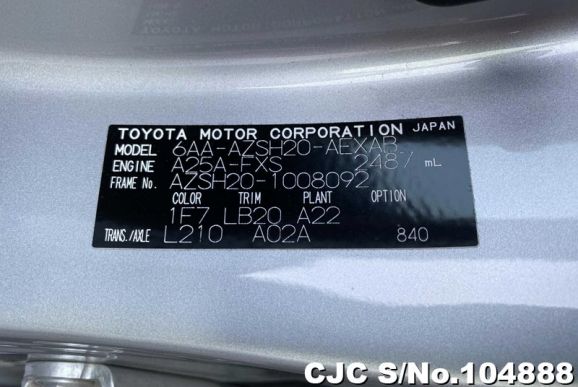 TOYOTA MOTOR CORPORATION JAPAN
MODEL 6AA-AZSH20-AEXAB
ENGINE A25A-FXS 2487 mL
FRAME No. AZSH20-1008092
COLOR TRIM PLANT OPTION
1F7 LB20 A22
TRANS./AXLE L210 A02A 840
CJC S/No.104888